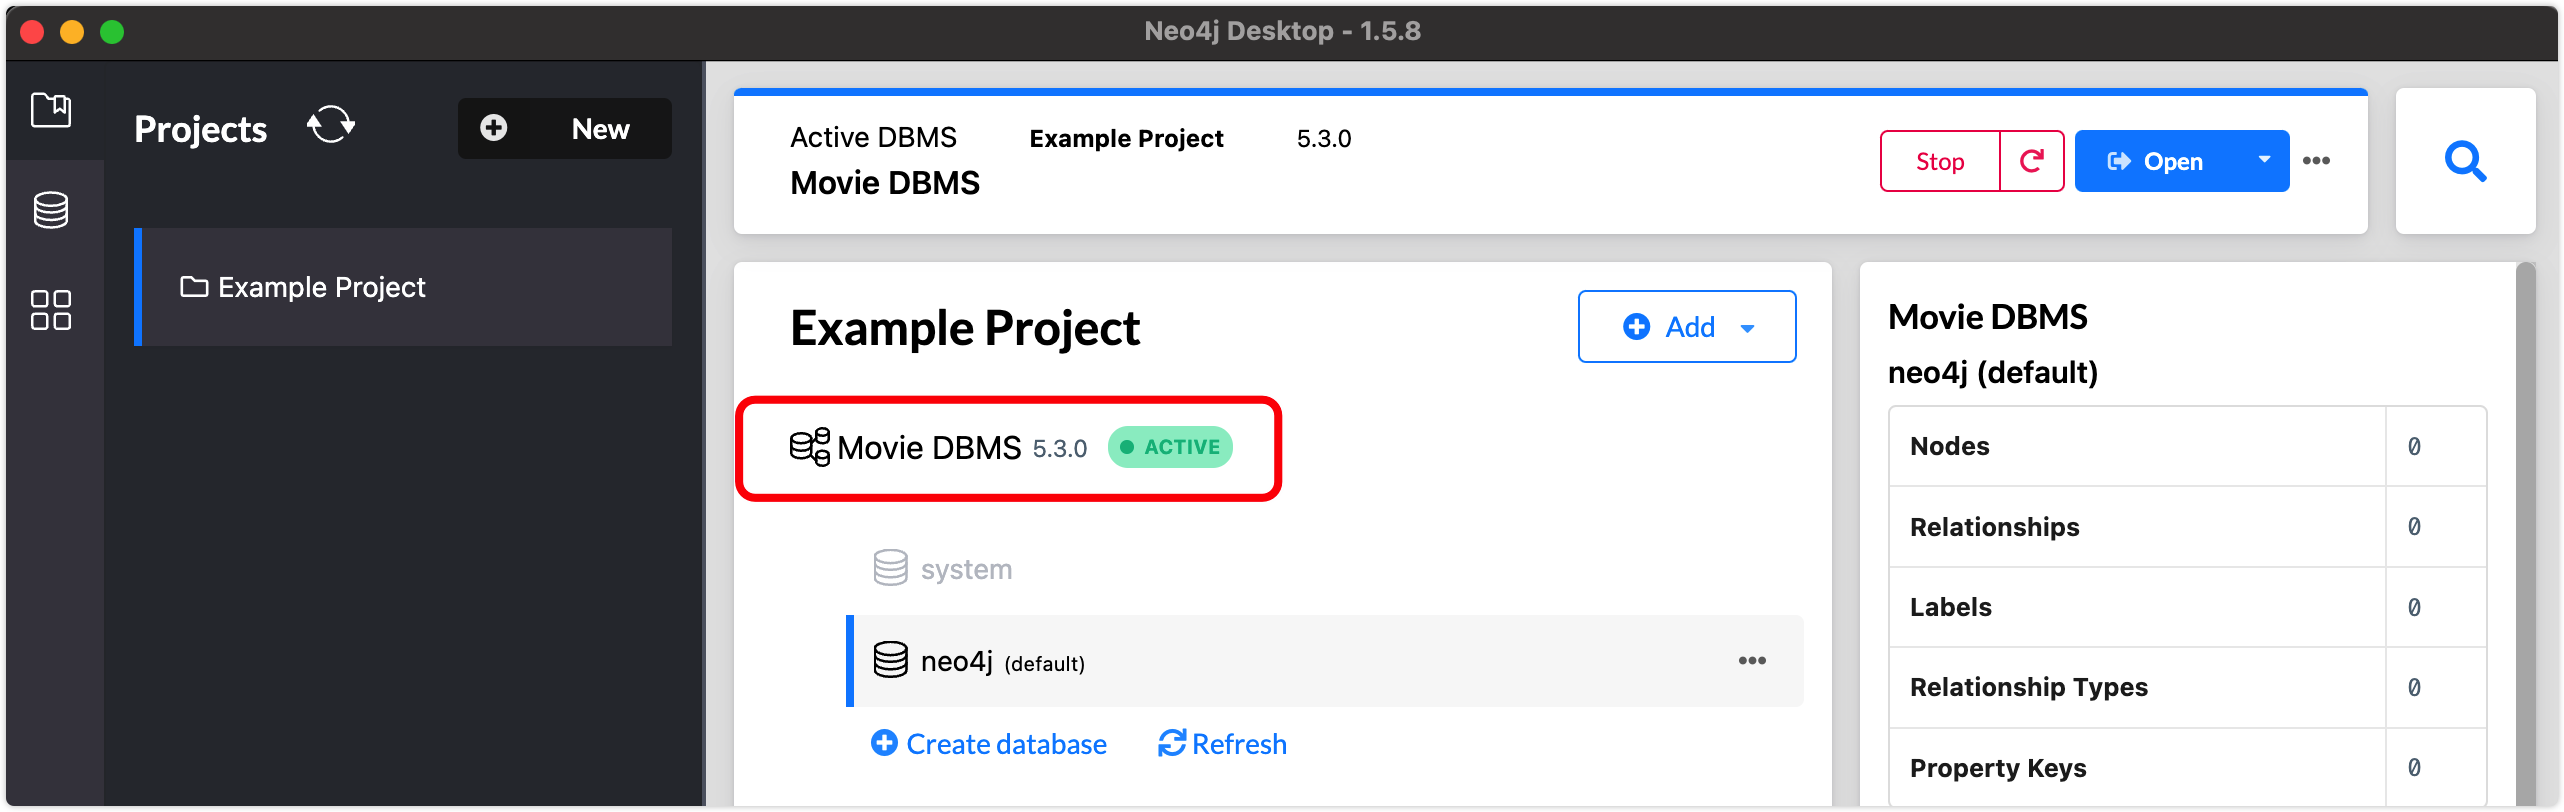 Neo4j Desktop - 1.5.8
Projects
New
Example Project
Active DBMS Example Project 5.3.0
Movie DBMS
Stop
Open
Example Project
Add
Movie DBMS 5.3.0 ACTIVE
system
neo4j (default)
Create database Refresh
Movie DBMS
neo4j (default)
Nodes 0
Relationships 0
Labels 0
Relationship Types 0
Property Keys 0